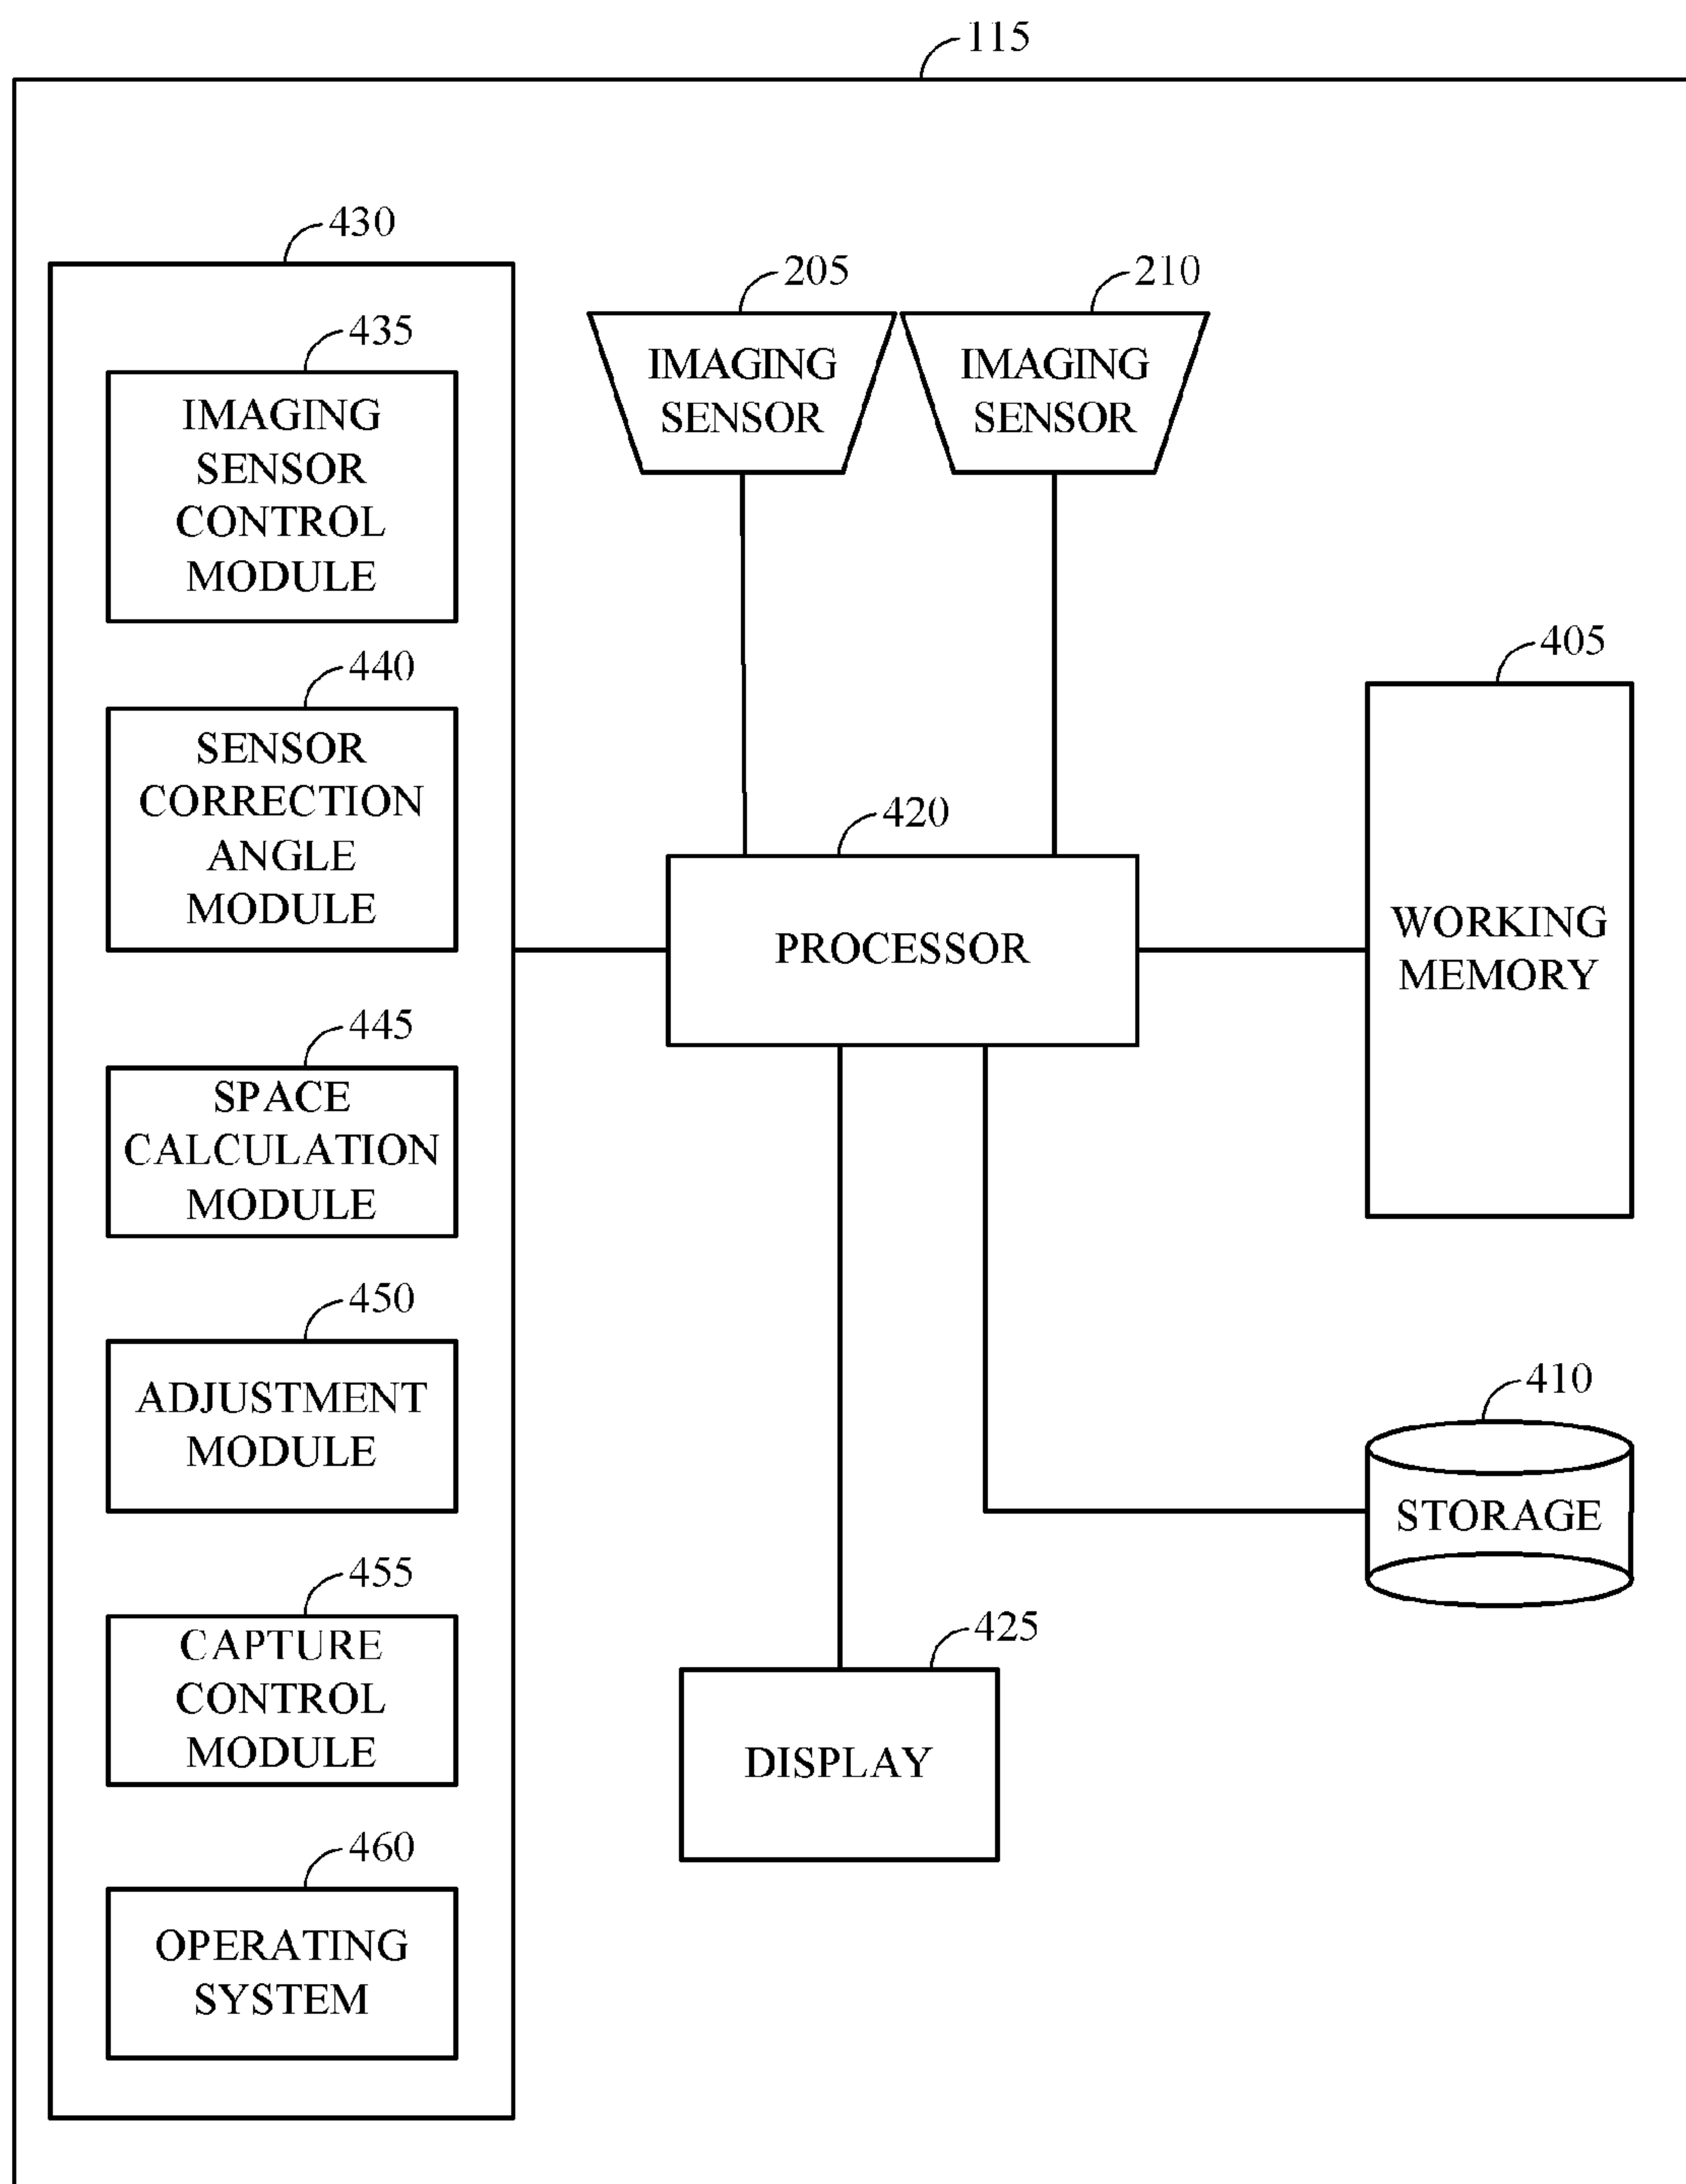 115
430
435
IMAGING
SENSOR
CONTROL
MODULE
440
SENSOR
CORRECTION
ANGLE
MODULE
445
SPACE
CALCULATION
MODULE
450
ADJUSTMENT
MODULE
455
CAPTURE
CONTROL
MODULE
460
OPERATING
SYSTEM
205
IMAGING
SENSOR
210
IMAGING
SENSOR
420
PROCESSOR
405
WORKING
MEMORY
410
STORAGE
425
DISPLAY